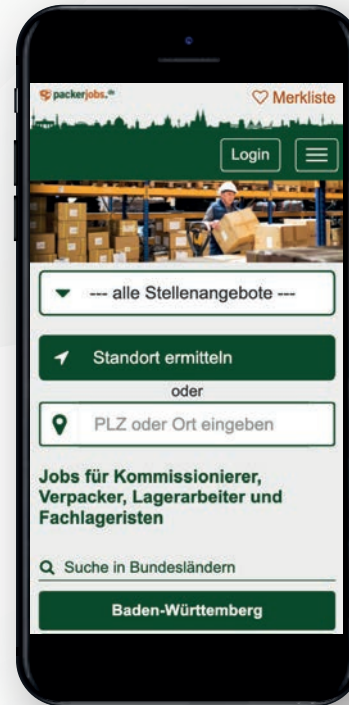 packerjobs.de
Merkliste
Login
--- alle Stellenangebote ---
Standort ermitteln
oder
PLZ oder Ort eingeben
Jobs für Kommissionierer,
Verpacker, Lagerarbeiter und
Fachlageristen
Suche in Bundesländern
Baden-Württemberg